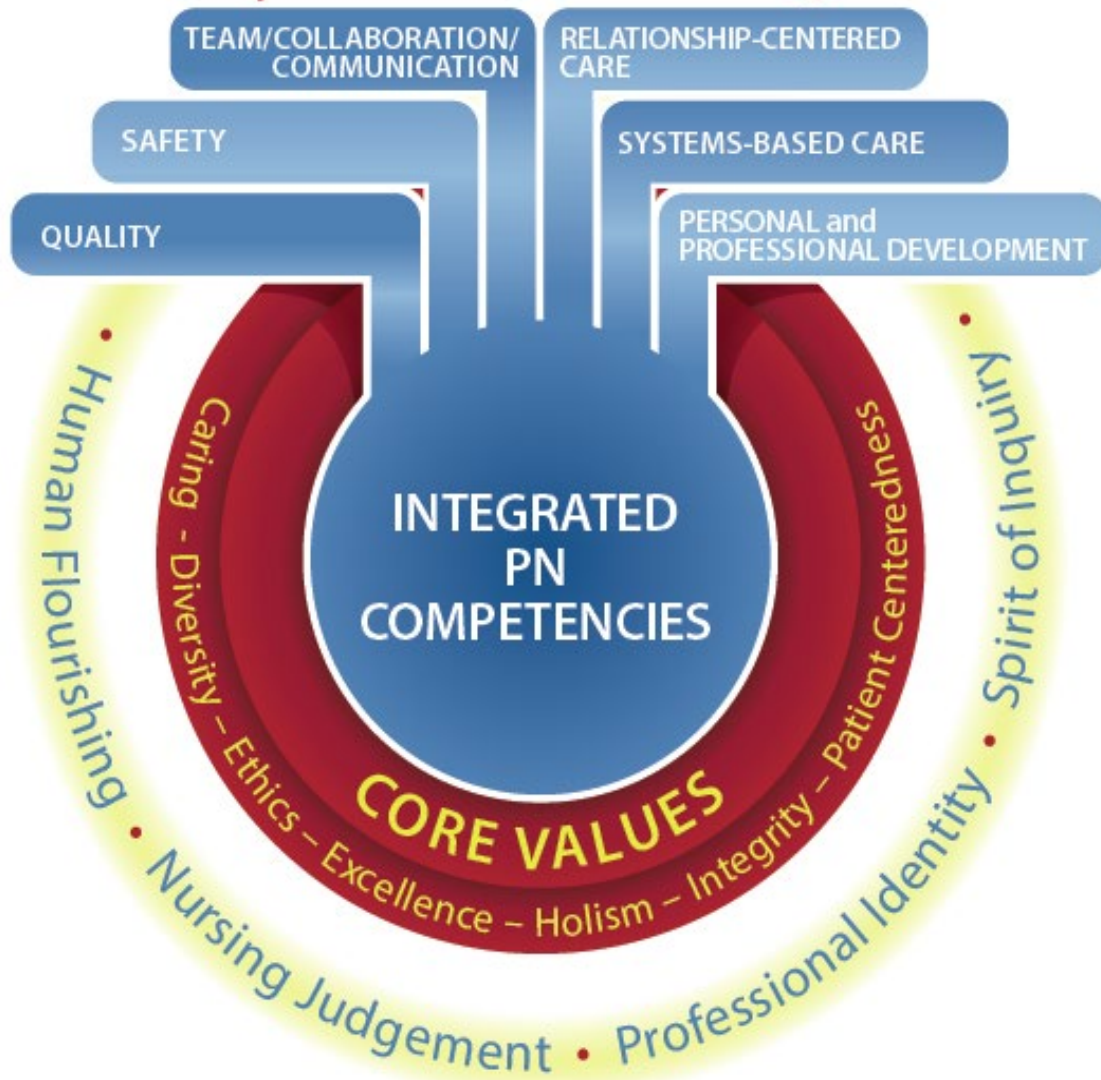 TEAM/COLLABORATION/
COMMUNICATION
RELATIONSHIP-CENTERED
CARE
SAFETY
SYSTEMS-BASED CARE
QUALITY
PERSONAL and
PROFESSIONAL DEVELOPMENT
INTEGRATED
PN
COMPETENCIES
CORE VALUES
Caring - Diversity – Ethics – Excellence – Holism – Integrity – Patient Centeredness
• Human Flourishing • Nursing Judgement • Professional Identity • Spirit of Inquiry •